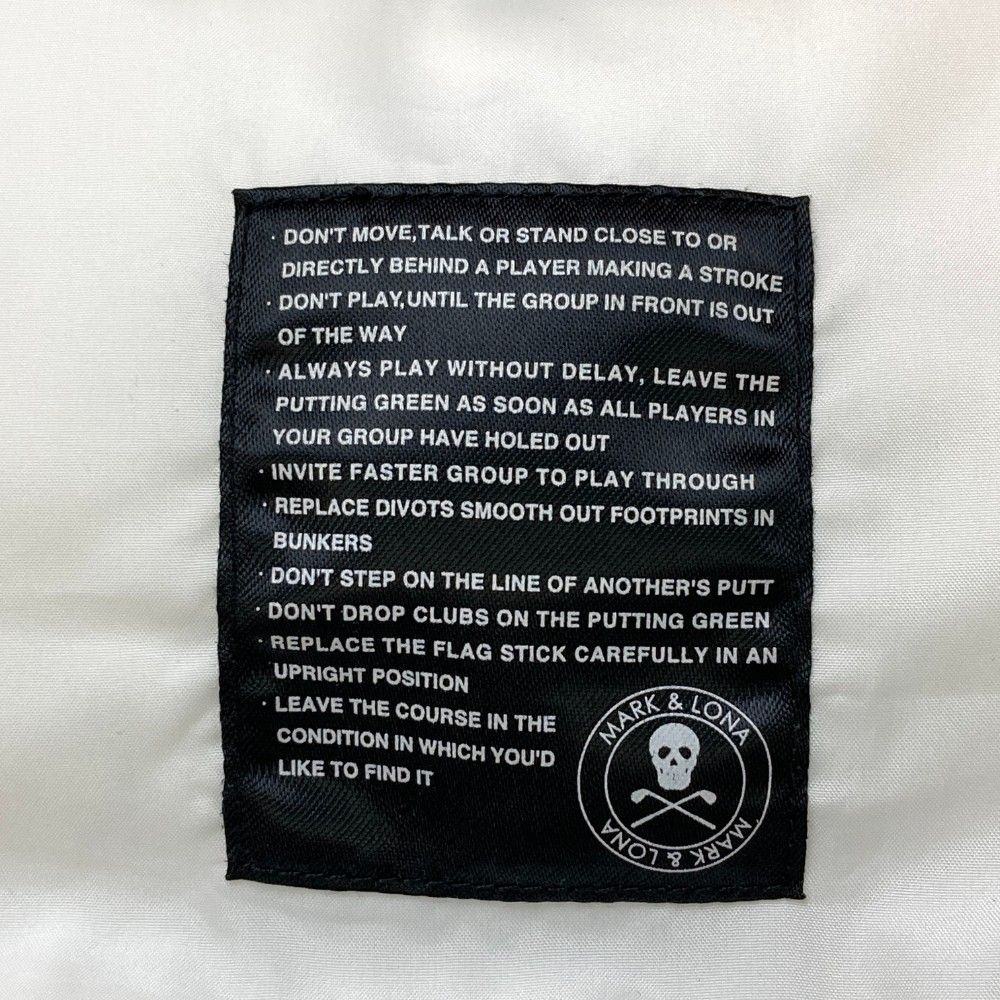 · DON'T MOVE,TALK OR STAND CLOSE TO OR
DIRECTLY BEHIND A PLAYER MAKING A STROKE
· DON'T PLAY,UNTIL THE GROUP IN FRONT IS OUT
OF THE WAY
· ALWAYS PLAY WITHOUT DELAY, LEAVE THE
PUTTING GREEN AS SOON AS ALL PLAYERS IN
YOUR GROUP HAVE HOLED OUT
· INVITE FASTER GROUP TO PLAY THROUGH
· REPLACE DIVOTS SMOOTH OUT FOOTPRINTS IN
BUNKERS
· DON'T STEP ON THE LINE OF ANOTHER'S PUTT
· DON'T DROP CLUBS ON THE PUTTING GREEN
· REPLACE THE FLAG STICK CAREFULLY IN AN
UPRIGHT POSITION
· LEAVE THE COURSE IN THE
CONDITION IN WHICH YOU'D
LIKE TO FIND IT
MARK & LONA
MARK & LONA